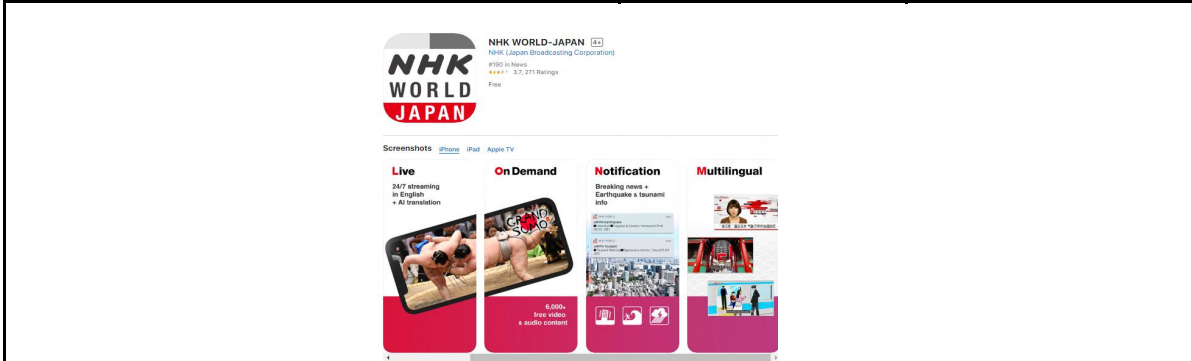 NHK
WORLD
JAPAN
NHK WORLD-JAPAN 4+
NHK (Japan Broadcasting Corporation)
#190 in News
3.7, 271 Ratings
Free
Screenshots iPhone iPad Apple TV
Live
24/7 streaming
in English
+ AI translation
On Demand
GRAND
SUMO
6,000+
free video
& audio content
Notification
Breaking news +
Earthquake & tsunami
info
Multilingual